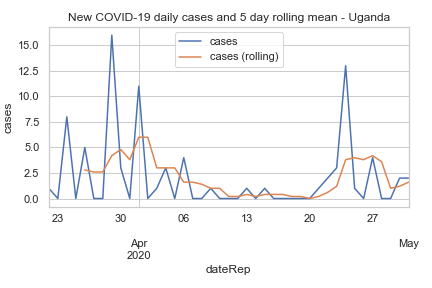 New COVID-19 daily cases and 5 day rolling mean - Uganda
cases
cases (rolling)
15.0
12.5
10.0
7.5
5.0
2.5
0.0
cases
23
30
06
13
20
27
Apr
2020
May
dateRep